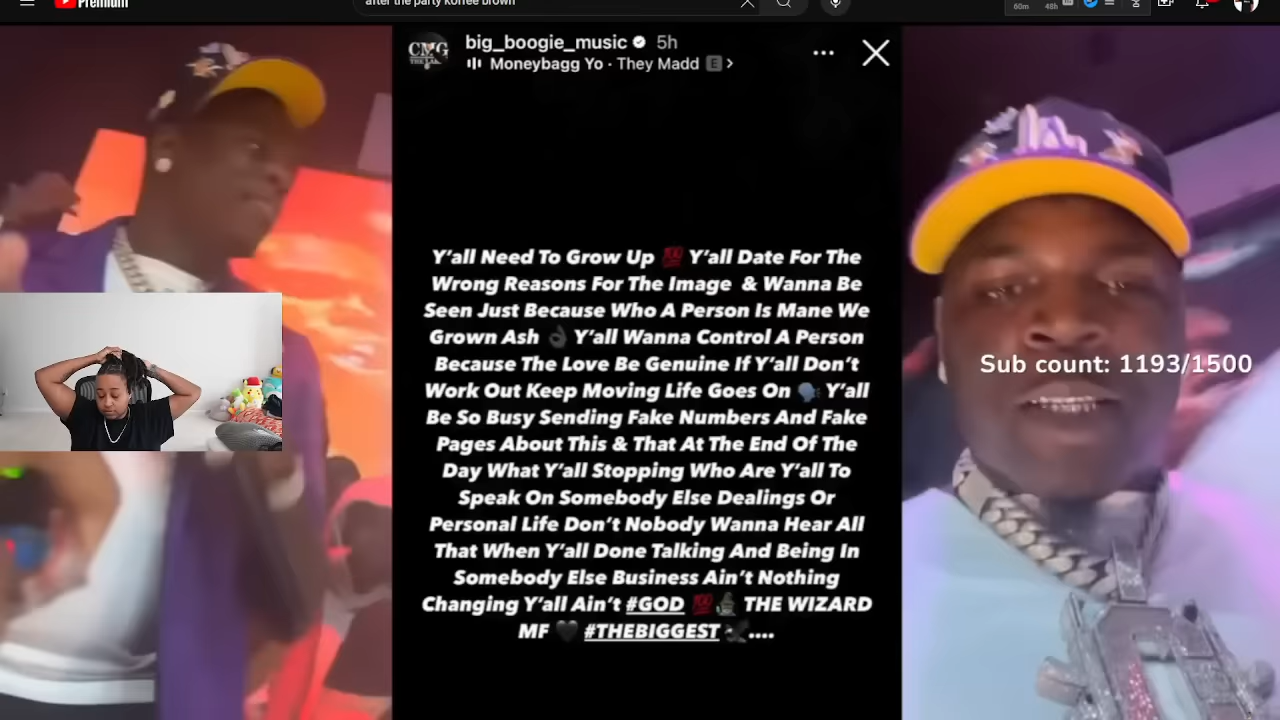 Premium
after the party koffee brown
60m 48h
CMG
THE LABEL
big_boogie_music 5h
Moneybagg Yo · They Madd E >
Y'all Need To Grow Up 💯 Y'all Date For The
Wrong Reasons For The Image & Wanna Be
Seen Just Because Who A Person Is Mane We
Grown Ash 👌🏿 Y'all Wanna Control A Person
Because The Love Be Genuine If Y'all Don't
Work Out Keep Moving Life Goes On 🗣 Y'all
Be So Busy Sending Fake Numbers And Fake
Pages About This & That At The End Of The
Day What Y'all Stopping Who Are Y'all To
Speak On Somebody Else Dealings Or
Personal Life Don't Nobody Wanna Hear All
That When Y'all Done Talking And Being In
Somebody Else Business Ain't Nothing
Changing Y'all Ain't #GOD 💯 THE WIZARD
MF 🖤 #THEBIGGEST ....
LA
Sub count: 1193/1500